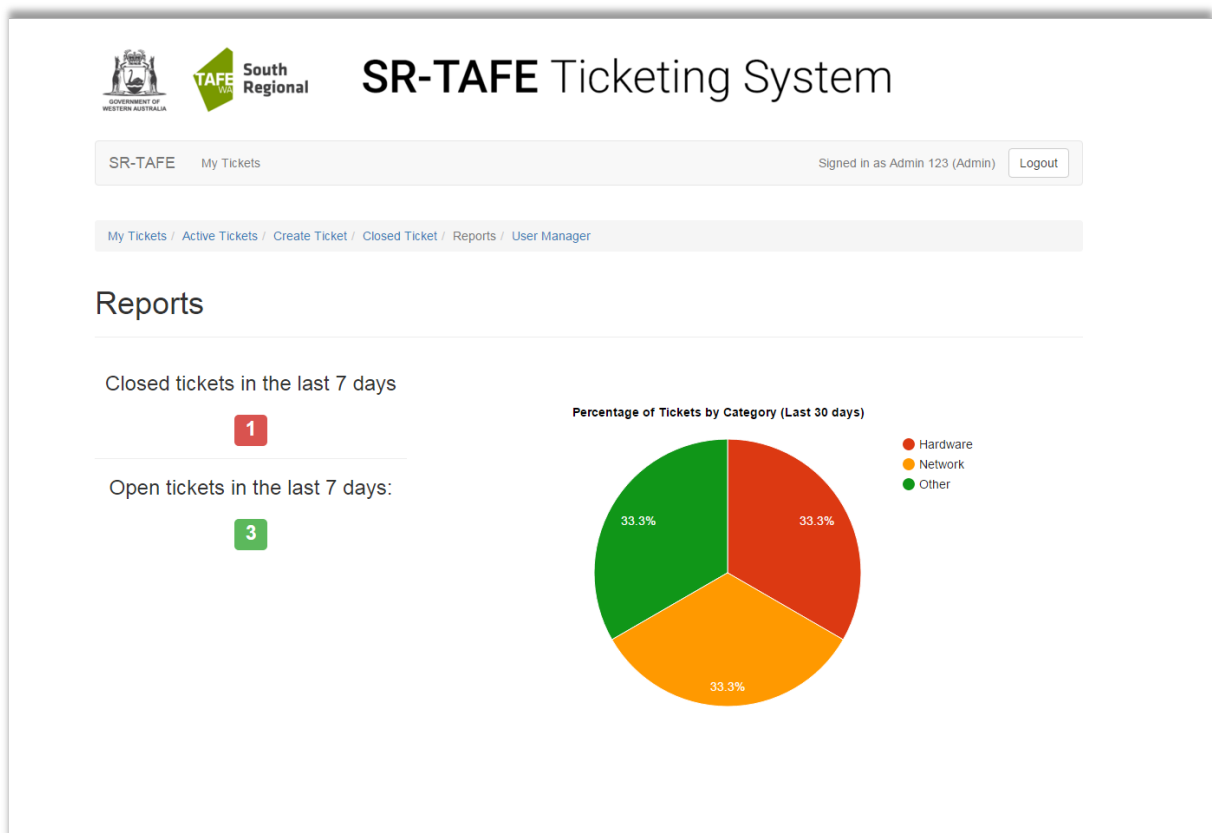 GOVERNMENT OF
WESTERN AUSTRALIA
TAFE
WA
South
Regional
SR-TAFE Ticketing System
SR-TAFE My Tickets Signed in as Admin 123 (Admin) Logout
My Tickets / Active Tickets / Create Ticket / Closed Ticket / Reports / User Manager
Reports
Closed tickets in the last 7 days
1
Open tickets in the last 7 days:
3
Percentage of Tickets by Category (Last 30 days)
Hardware
Network
Other
33.3%
33.3%
33.3%